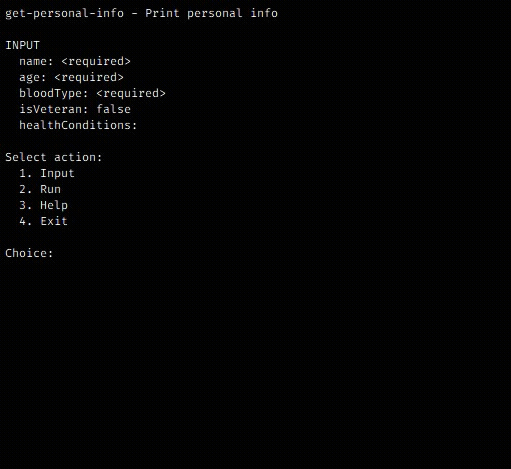 get-personal-info - Print personal info
INPUT
name: <required>
age: <required>
bloodType: <required>
isVeteran: false
healthConditions:
Select action:
1. Input
2. Run
3. Help
4. Exit
Choice: